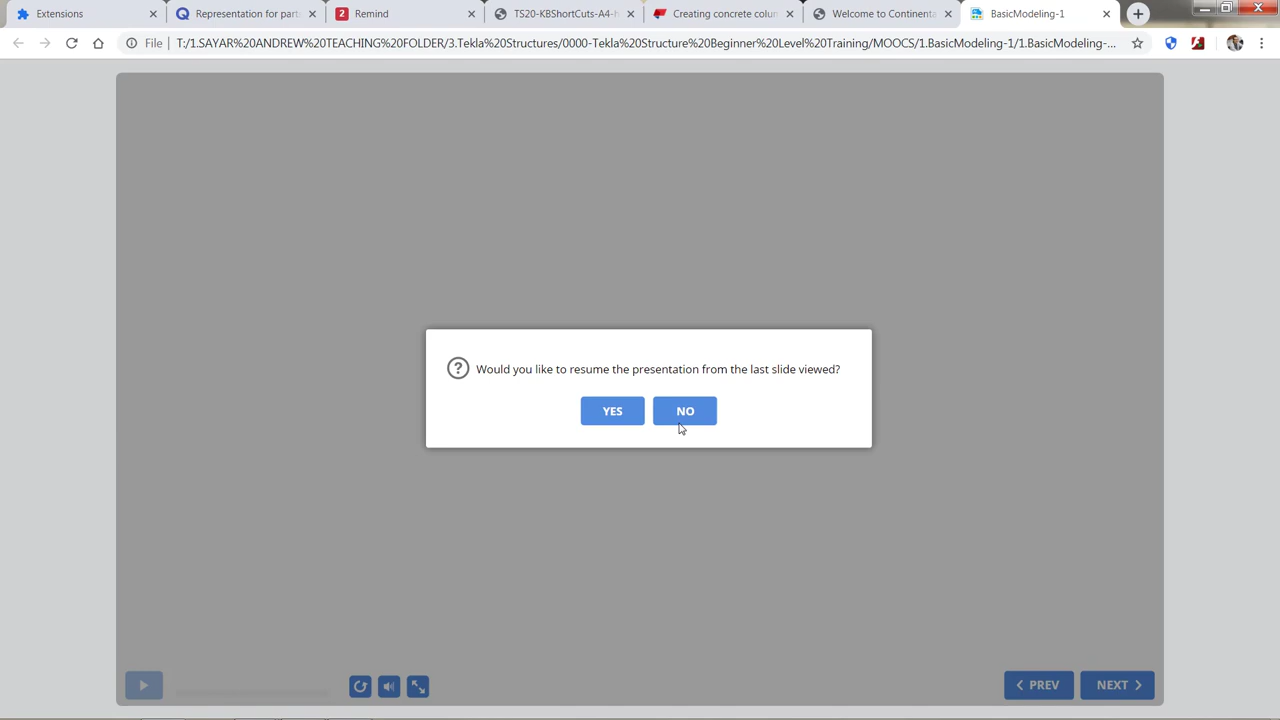 Extensions
Representation for part
2 Remind
TS20-KBShortCuts-A4-h
Creating concrete colum
Welcome to Continenta
BasicModeling-1
File | T:/1.SAYAR%20ANDREW%20TEACHING%20FOLDER/3.Tekla%20Structures/0000-Tekla%20Structure%20Beginner%20Level%20Training/MOOCS/1.BasicModeling-1/1.BasicModeling-...
Would you like to resume the presentation from the last slide viewed?
YES
NO
PREV
NEXT